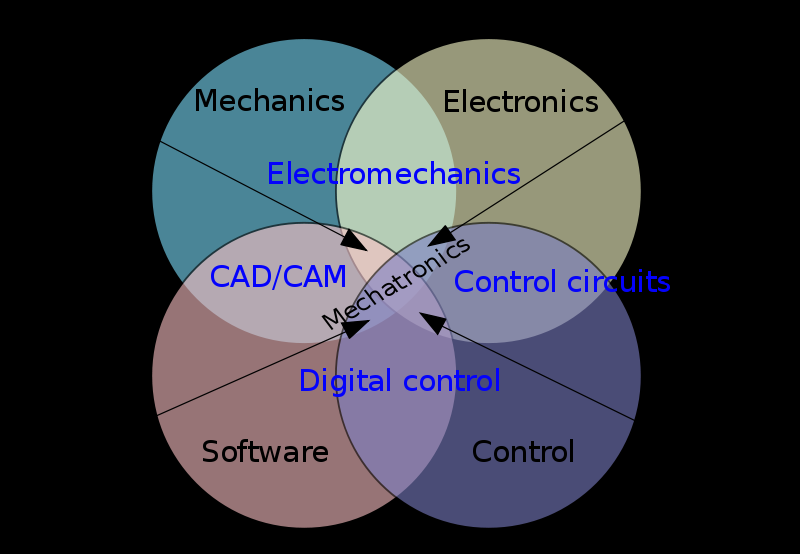 Mechanics
Electronics
Electromechanics
CAD/CAM
Mechatronics
Control circuits
Digital control
Software
Control